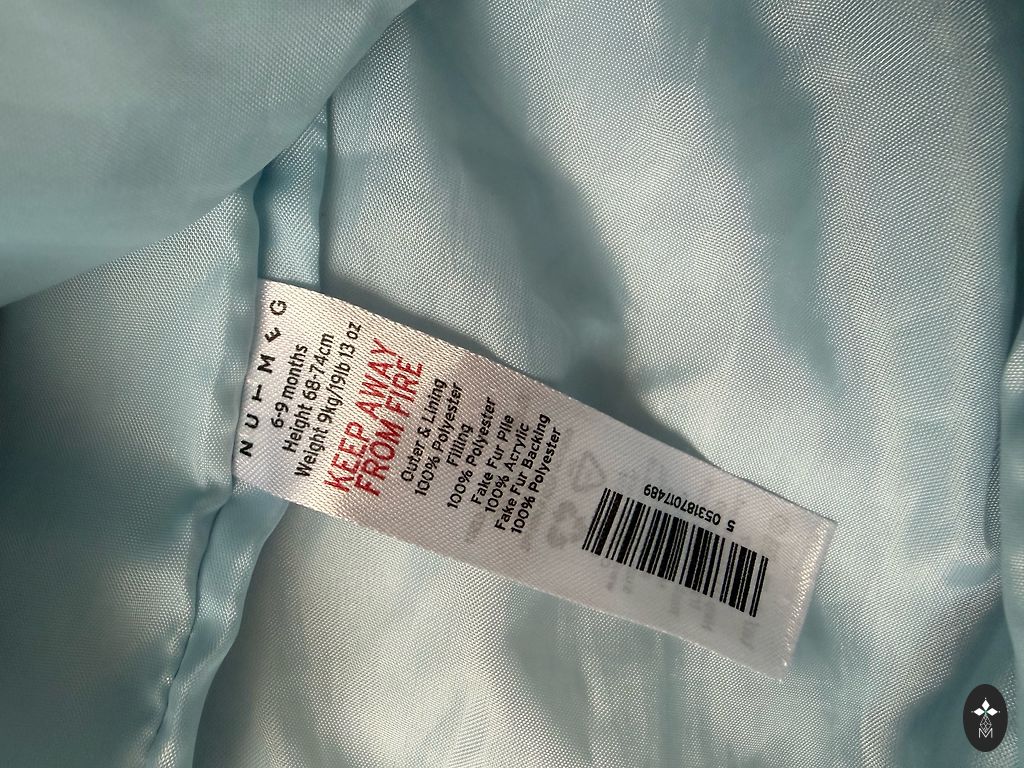 NUTMEG
6-9 months
Height 68-74cm
Weight 9kg/19lb 13 oz
KEEP AWAY
FROM FIRE
Outer & Lining
100% Polyester
Filling
100% Polyester
Fake Fur Pile
100% Acrylic
Fake Fur Backing
100% Polyester
5 053187017489
M